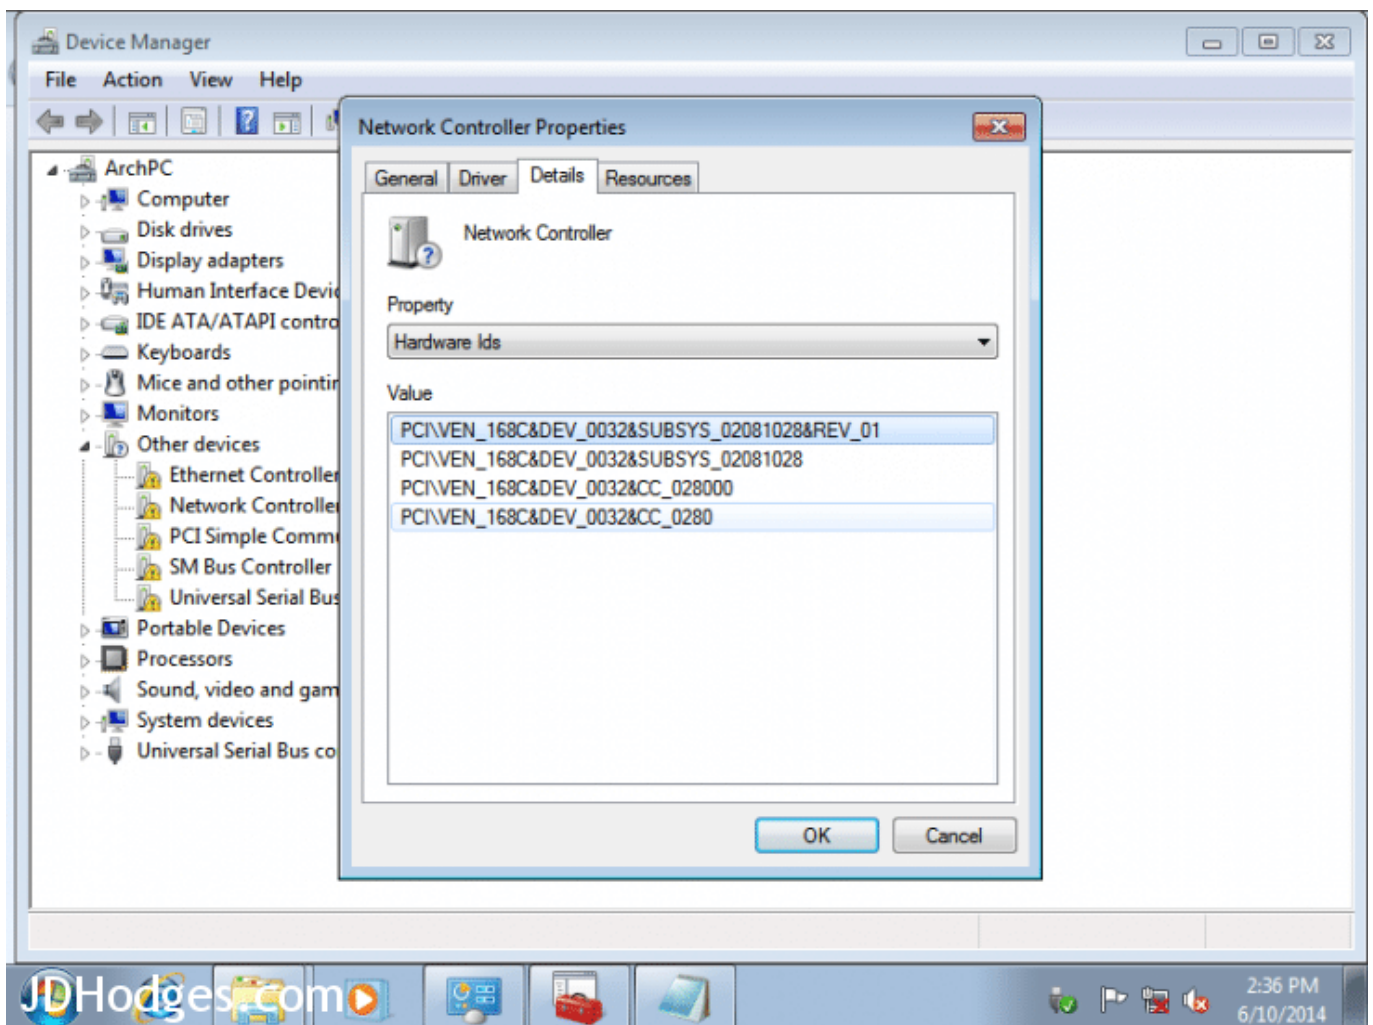 Device Manager
File Action View Help
Network Controller Properties
General Driver Details Resources
Network Controller
Property
Hardware Ids
Value
PCI\VEN_168C&DEV_0032&SUBSYS_02081028&REV_01
PCI\VEN_168C&DEV_0032&SUBSYS_02081028
PCI\VEN_168C&DEV_0032&CC_028000
PCI\VEN_168C&DEV_0032&CC_0280
OK Cancel
ArchPC
Computer
Disk drives
Display adapters
Human Interface Devic
IDE ATA/ATAPI contro
Keyboards
Mice and other pointin
Monitors
Other devices
Ethernet Controller
Network Controller
PCI Simple Commu
SM Bus Controller
Universal Serial Bus
Portable Devices
Processors
Sound, video and gam
System devices
Universal Serial Bus co
JDHodges.com
2:36 PM
6/10/2014